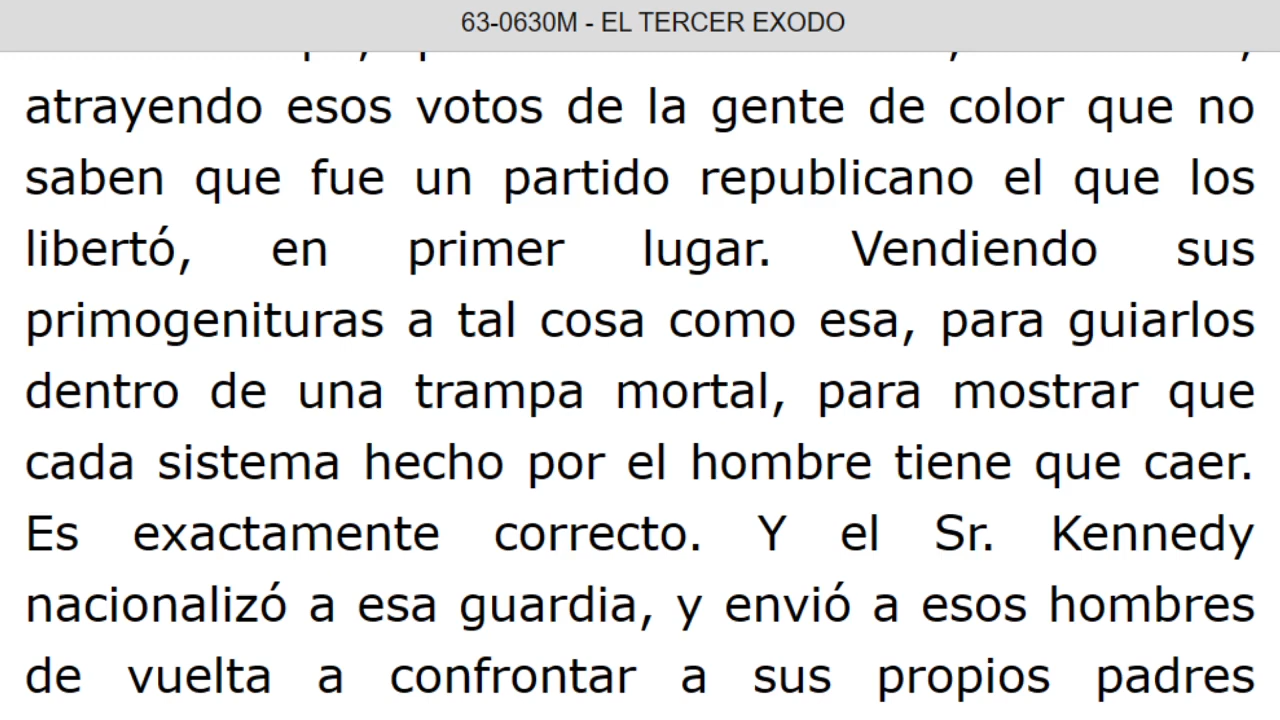 63-0630M - EL TERCER EXODO
atrayendo esos votos de la gente de color que no
saben que fue un partido republicano el que los
libertó, en primer lugar. Vendiendo sus
primogenituras a tal cosa como esa, para guiarlos
dentro de una trampa mortal, para mostrar que
cada sistema hecho por el hombre tiene que caer.
Es exactamente correcto. Y el Sr. Kennedy
nacionalizó a esa guardia, y envió a esos hombres
de vuelta a confrontar a sus propios padres